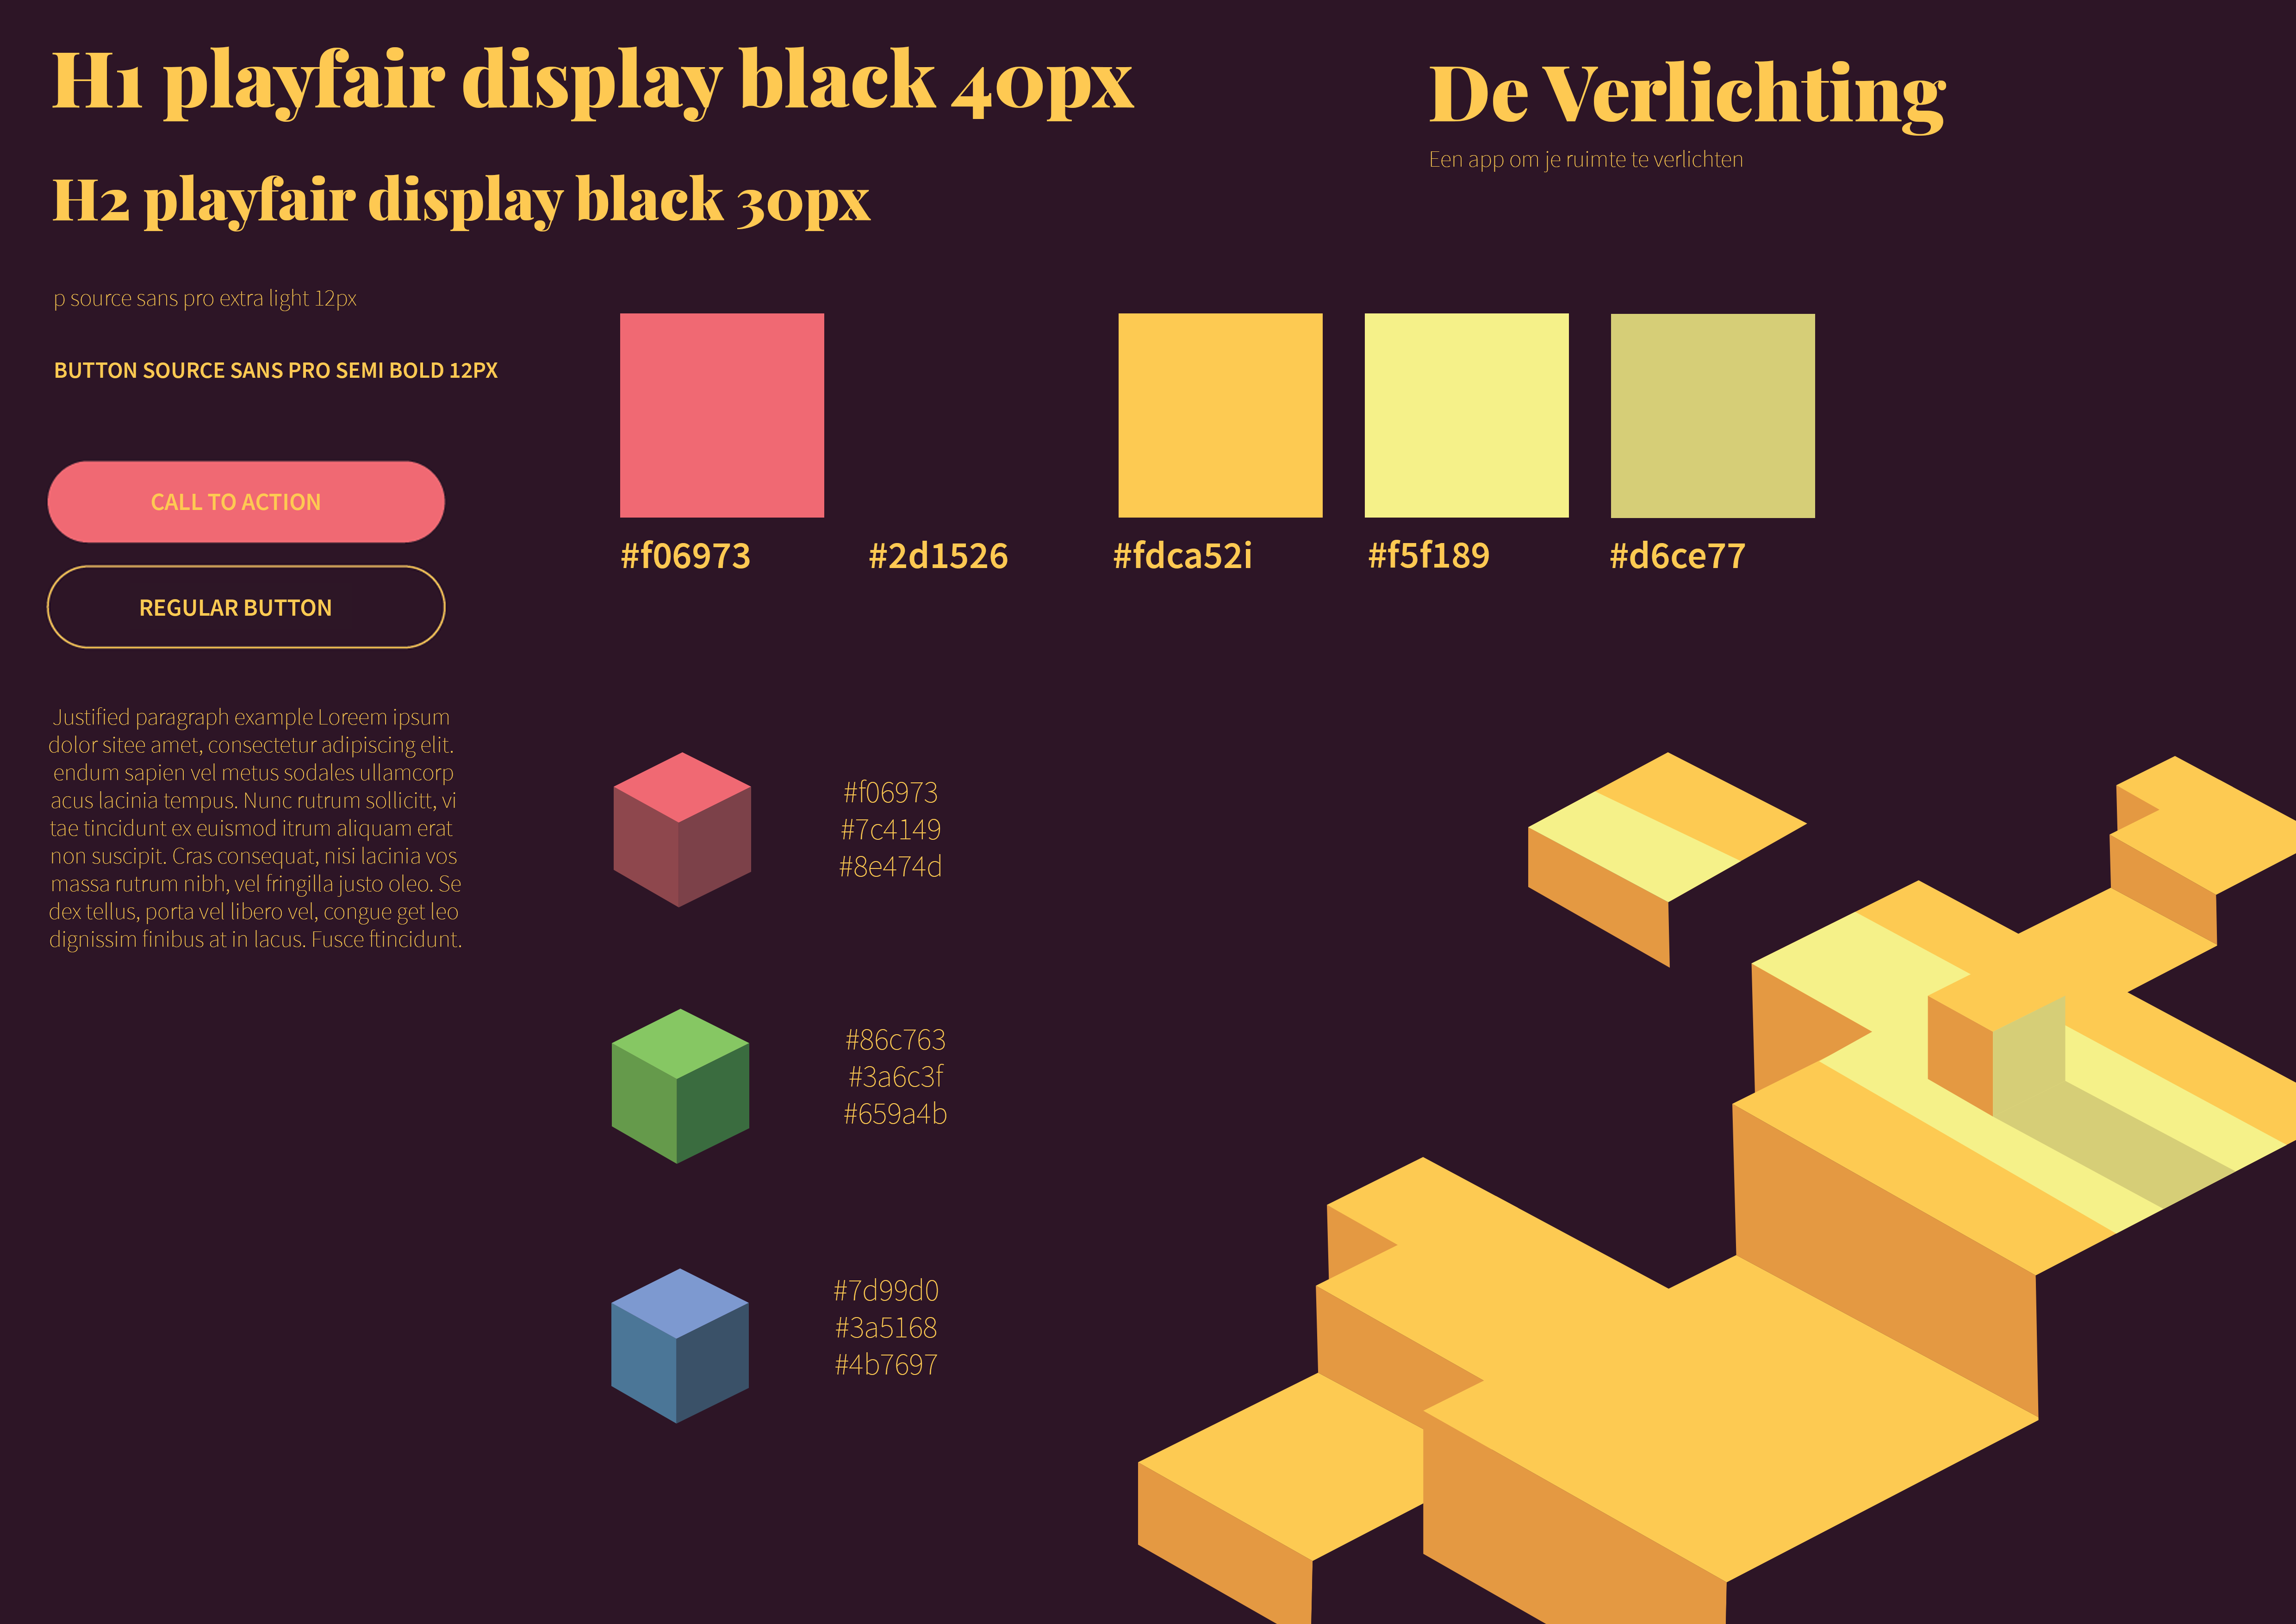 H1 playfair display black 40px
De Verlichting
Een app om je ruimte te verlichten
H2 playfair display black 30px
p source sans pro extra light 12px
BUTTON SOURCE SANS PRO SEMI BOLD 12PX
CALL TO ACTION
REGULAR BUTTON
#f06973
#2d1526
#fdca52i
#f5f189
#d6ce77
Justified paragraph example Loreem ipsum
dolor sitee amet, consectetur adipiscing elit.
endum sapien vel metus sodales ullamcorp
acus lacinia tempus. Nunc rutrum sollicitt, vi
tae tincidunt ex euismod itrum aliquam erat
non suscipit. Cras consequat, nisi lacinia vos
massa rutrum nibh, vel fringilla justo oleo. Se
dex tellus, porta vel libero vel, congue get leo
dignissim finibus at in lacus. Fusce ftincidunt.
#f06973
#7c4149
#8e474d
#86c763
#3a6c3f
#659a4b
#7d99d0
#3a5168
#4b7697